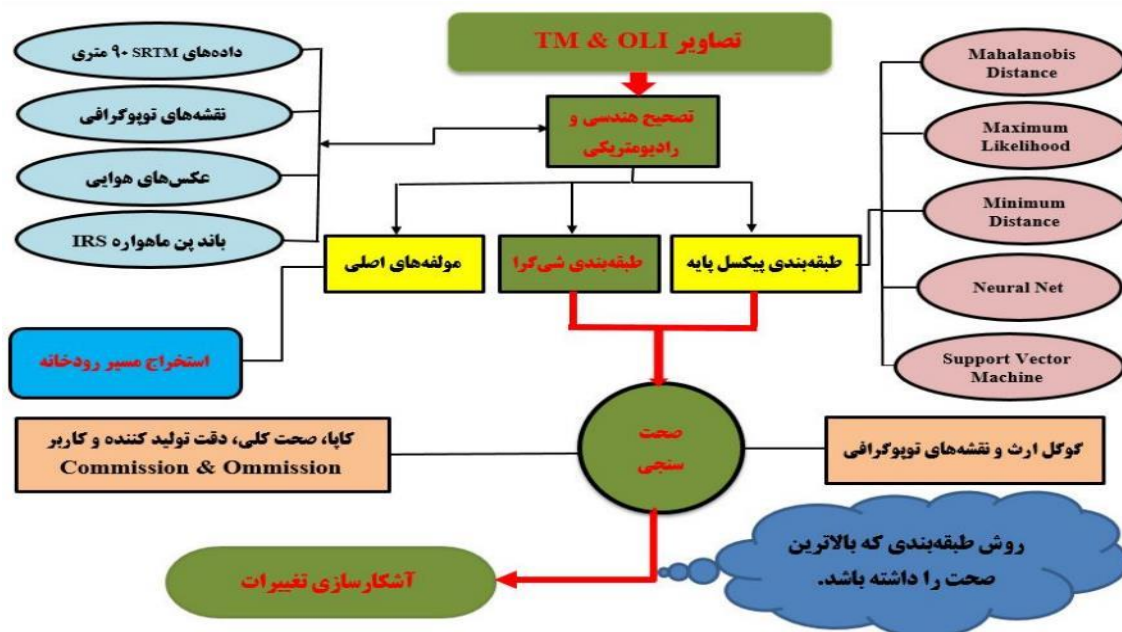 تصاویر TM & OLI
تصحیح هندسی و
رادیومتریکی
داده‌های SRTM ۹۰ متری
نقشه‌های توپوگرافی
عکس‌های هوایی
باند پن ماهواره IRS
Mahalanobis
Distance
Maximum
Likelihood
Minimum
Distance
Neural Net
Support Vector
Machine
طبقه‌بندی پیکسل پایه
طبقه‌بندی شی‌گرا
مولفه‌های اصلی
استخراج مسیر رودخانه
صحت
سنجی
گوگل ارث و نقشه‌های توپوگرافی
کاپا، صحت کلی، دقت تولید کننده و کاربر
Commission & Ommission
روش طبقه‌بندی که بالاترین
صحت را داشته باشد.
آشکارسازی تغییرات